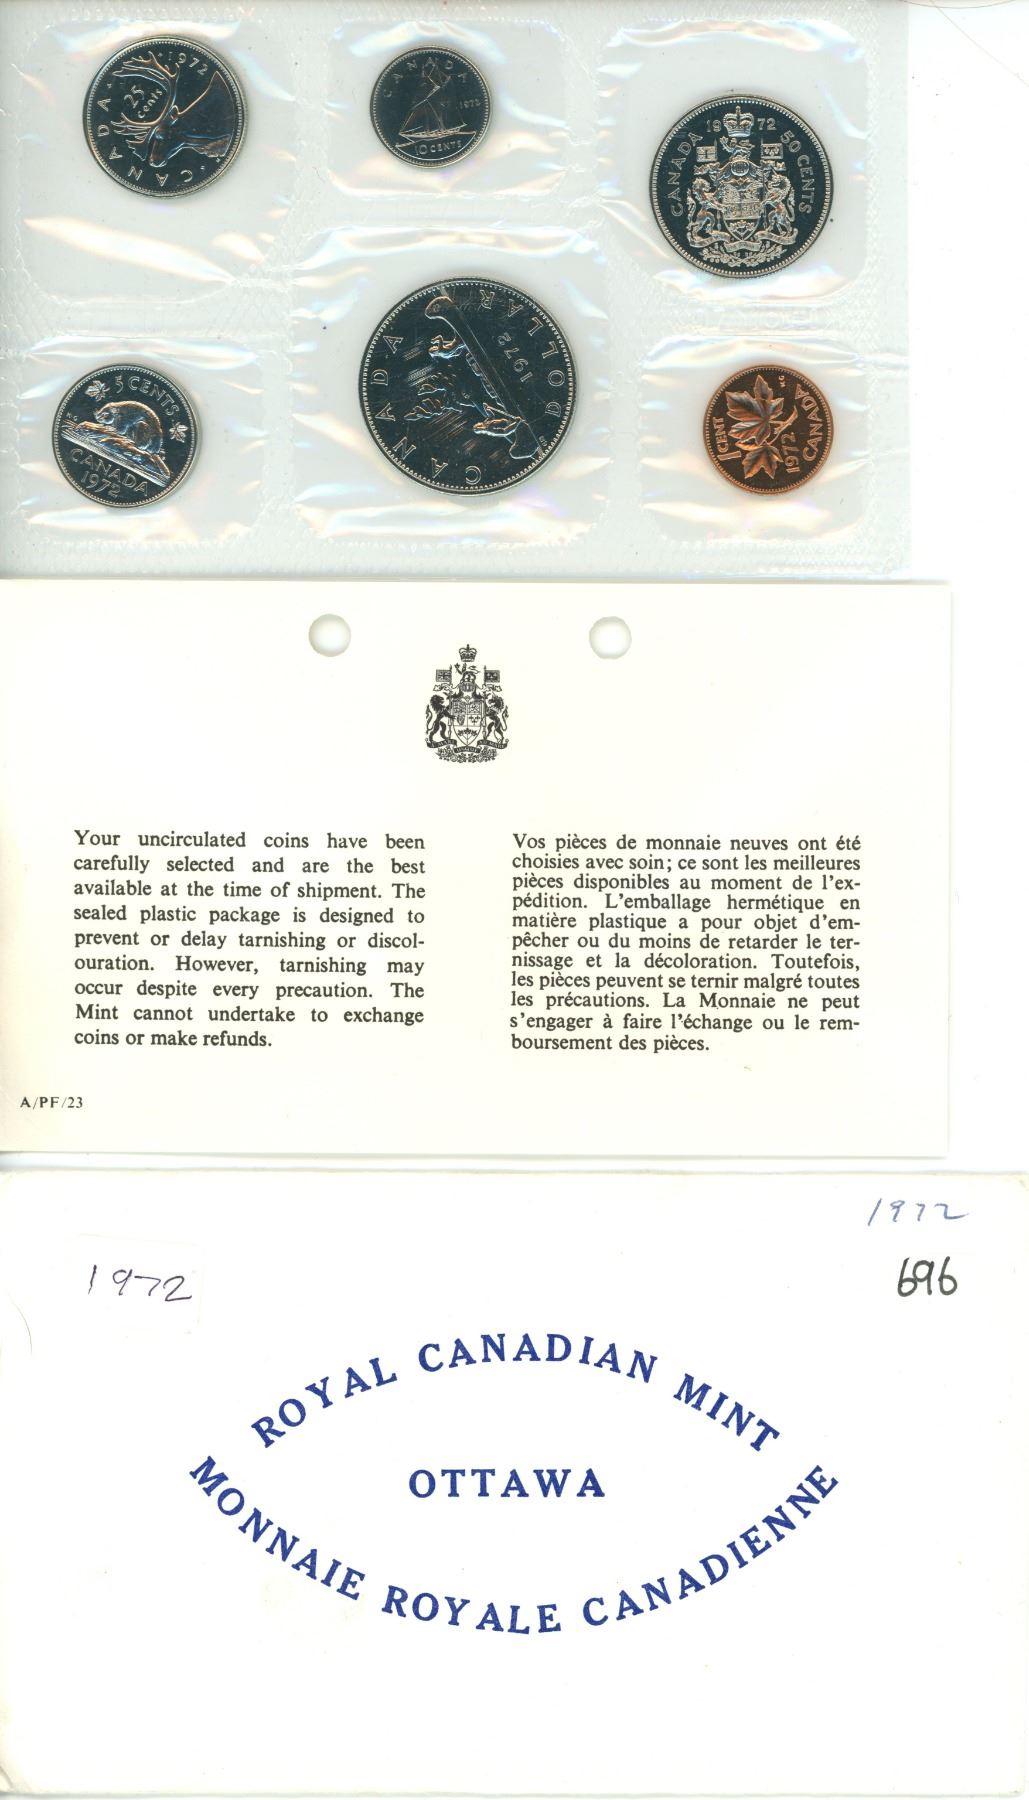 1972
25
cents
CANADA
CANADA
1972
10 CENTS
CANADA 1972 50 CENTS
5 CENTS
CANADA
1972
CANADA DOLLAR
1972
1 CENT
1972
CANADA
Your uncirculated coins have been
carefully selected and are the best
available at the time of shipment. The
sealed plastic package is designed to
prevent or delay tarnishing or discol-
ouration. However, tarnishing may
occur despite every precaution. The
Mint cannot undertake to exchange
coins or make refunds.
Vos pièces de monnaie neuves ont été
choisies avec soin; ce sont les meilleures
pièces disponibles au moment de l'ex-
pédition. L'emballage hermétique en
matière plastique a pour objet d'em-
pêcher ou du moins de retarder le ter-
nissage et la décoloration. Toutefois,
les pièces peuvent se ternir malgré toutes
les précautions. La Monnaie ne peut
s'engager à faire l'échange ou le rem-
boursement des pièces.
A/PF/23
1972
1972
696
ROYAL CANADIAN MINT
OTTAWA
MONNAIE ROYALE CANADIENNE